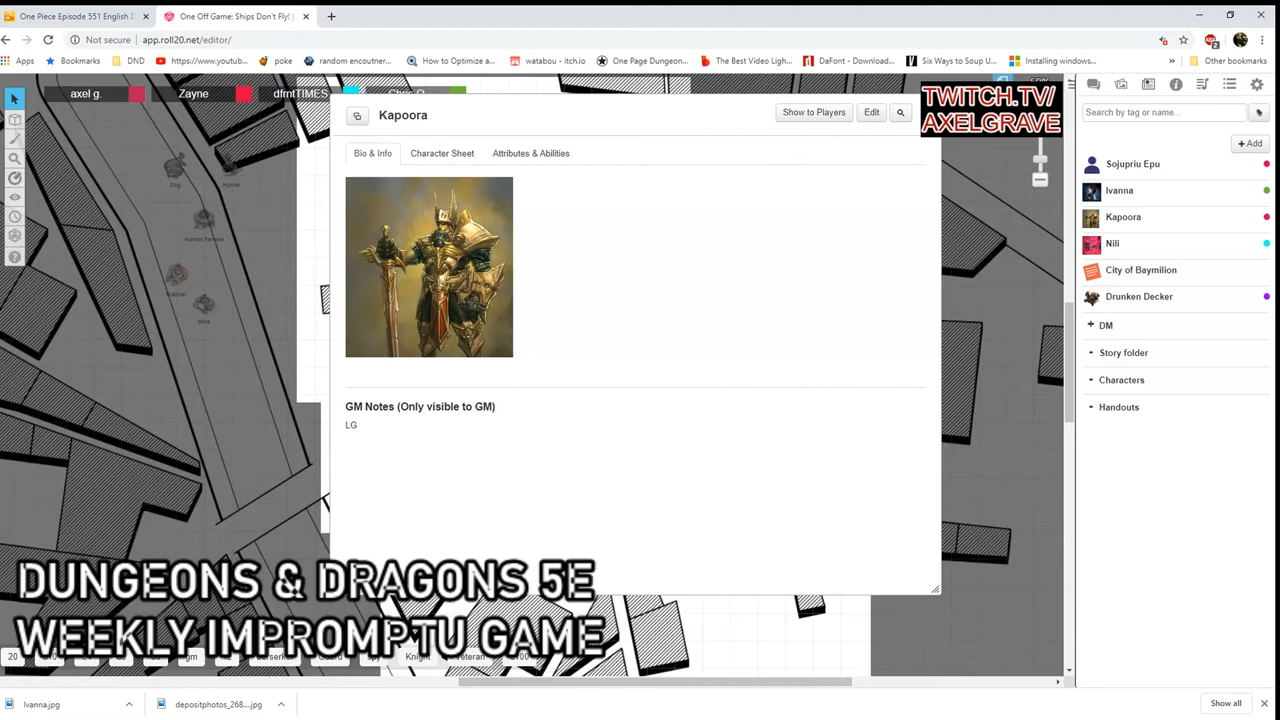 One Piece Episode 551 English D
One Off Game: Ships Don't Fly! |
Not secure | app.roll20.net/editor/
Apps Bookmarks DND https://www.youtube... poke random encoutner... How to Optimize a... watabou - itch.io One Page Dungeon... The Best Video Ligh... DaFont - Download... Six Ways to Soup U... Installing windows... » Other bookmarks
axel g. Zayne dfrntTIMES
TWITCH.TV/
AXELGRAVE
Kapoora
Show to Players Edit
Bio & Info Character Sheet Attributes & Abilities
GM Notes (Only visible to GM)
LG
Dog
Human Female
Search by tag or name...
+ Add
Sojupriu Epu
Ivanna
Kapoora
Nili
City of Baymilion
Drunken Decker
+ DM
- Story folder
- Characters
- Handouts
DUNGEONS & DRAGONS 5E
WEEKLY IMPROMPTU GAME
20 Knight
Ivanna.jpg depositphotos_268....jpg Show all